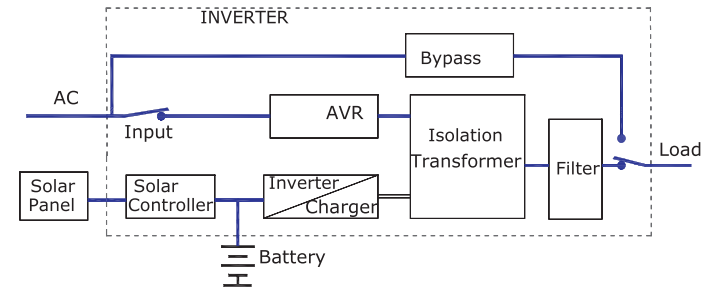 INVERTER
Bypass
AC
Input
AVR
Isolation
Transformer
Filter
Load
Solar
Panel
Solar
Controller
Inverter
Charger
Battery